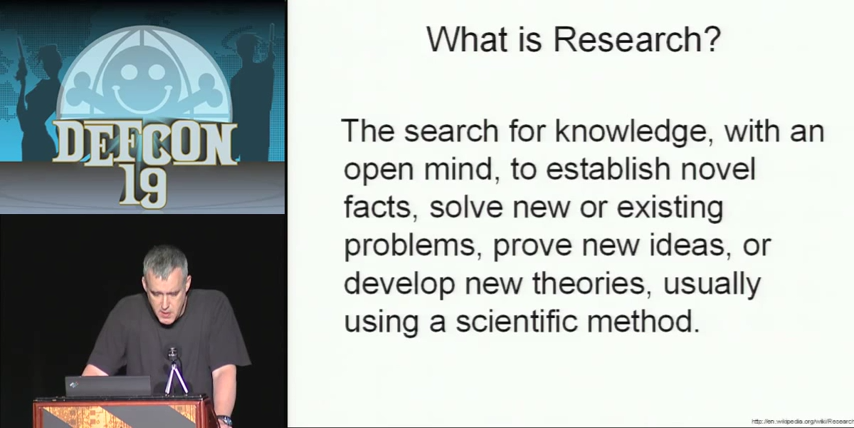 DEFCON
19
What is Research?
The search for knowledge, with an
open mind, to establish novel
facts, solve new or existing
problems, prove new ideas, or
develop new theories, usually
using a scientific method.
http://en.wikipedia.org/wiki/Research